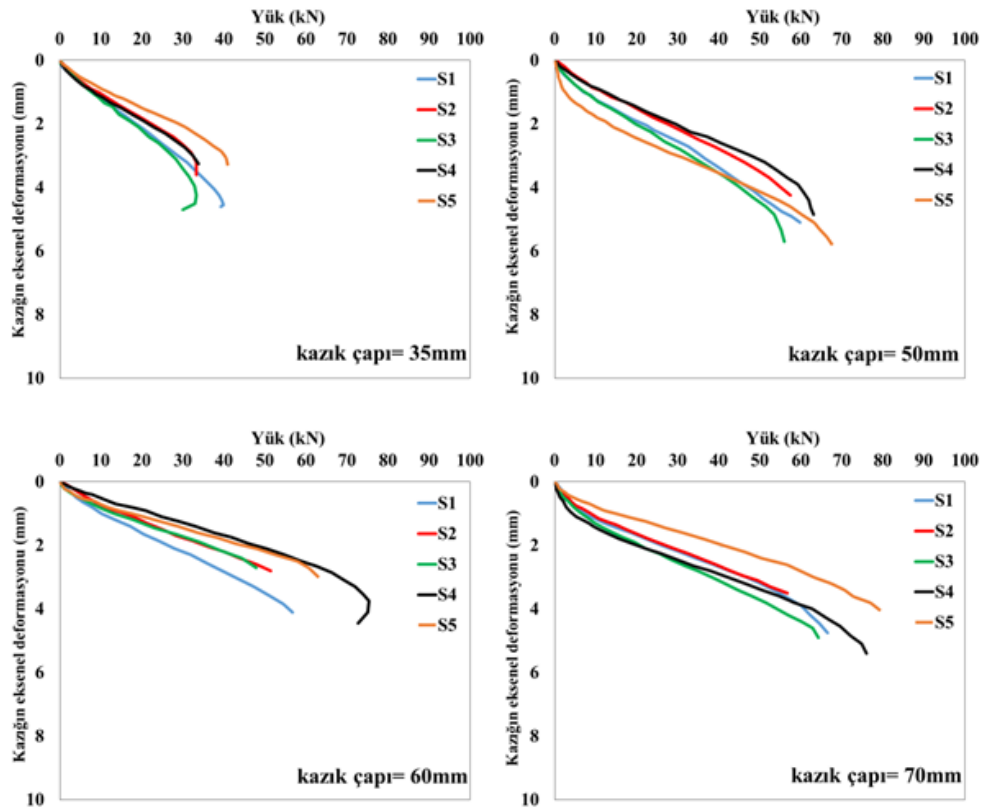 Yük (kN)
0 10 20 30 40 50 60 70 80 90 100
0
2
4
6
8
10
Kazığın eksenel deformasyonu (mm)
S1
S2
S3
S4
S5
kazık çapı= 35mm
Yük (kN)
0 10 20 30 40 50 60 70 80 90 100
0
2
4
6
8
10
Kazığın eksenel deformasyonu (mm)
S1
S2
S3
S4
S5
kazık çapı= 50mm
Yük (kN)
0 10 20 30 40 50 60 70 80 90 100
0
2
4
6
8
10
Kazığın eksenel deformasyonu (mm)
S1
S2
S3
S4
S5
kazık çapı= 60mm
Yük (kN)
0 10 20 30 40 50 60 70 80 90 100
0
2
4
6
8
10
Kazığın eksenel deformasyonu (mm)
S1
S2
S3
S4
S5
kazık çapı= 70mm